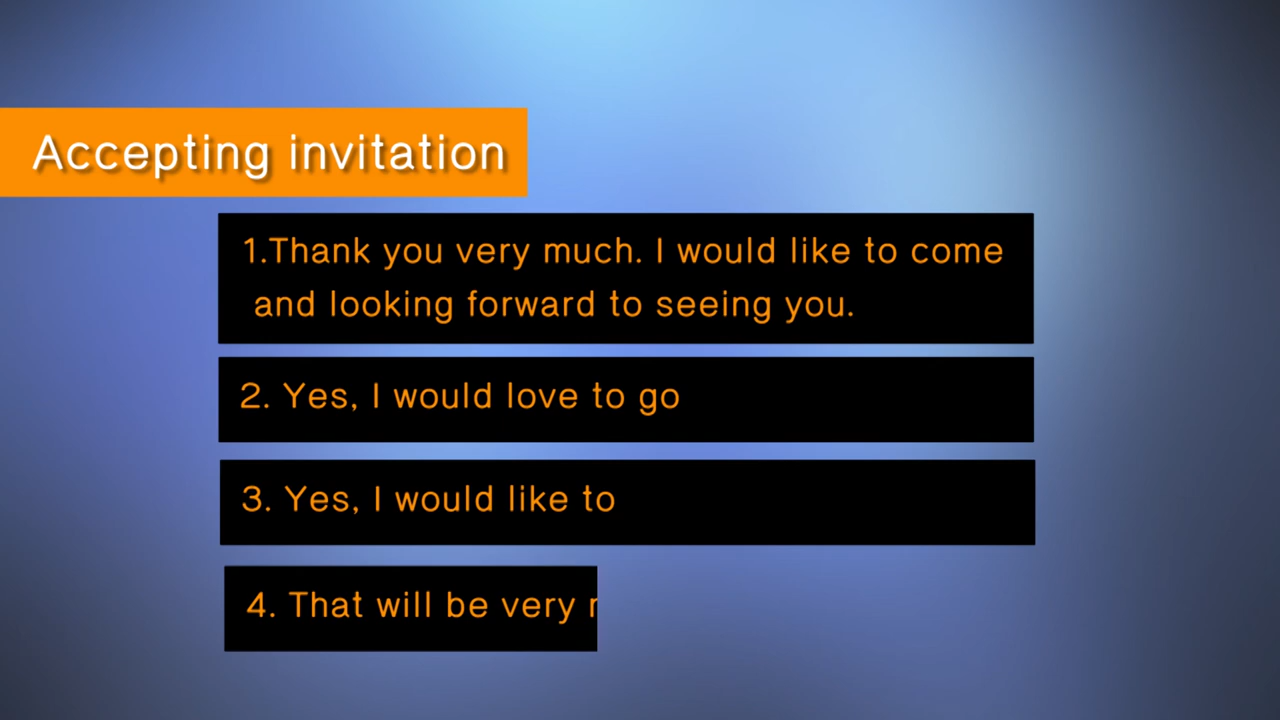 Accepting invitation
1.Thank you very much. I would like to come
and looking forward to seeing you.
2. Yes, I would love to go
3. Yes, I would like to
4. That will be very